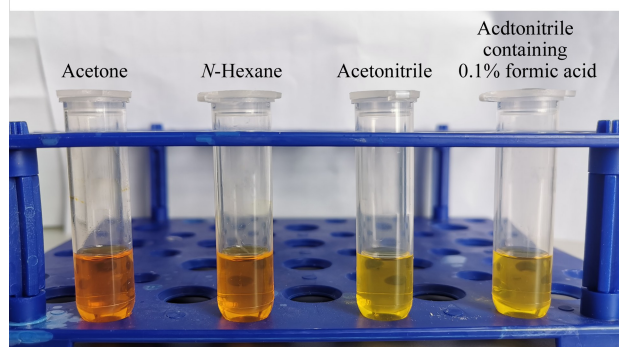 Acetone
N-Hexane
Acetonitrile
Acdtonitrile
containing
0.1% formic acid